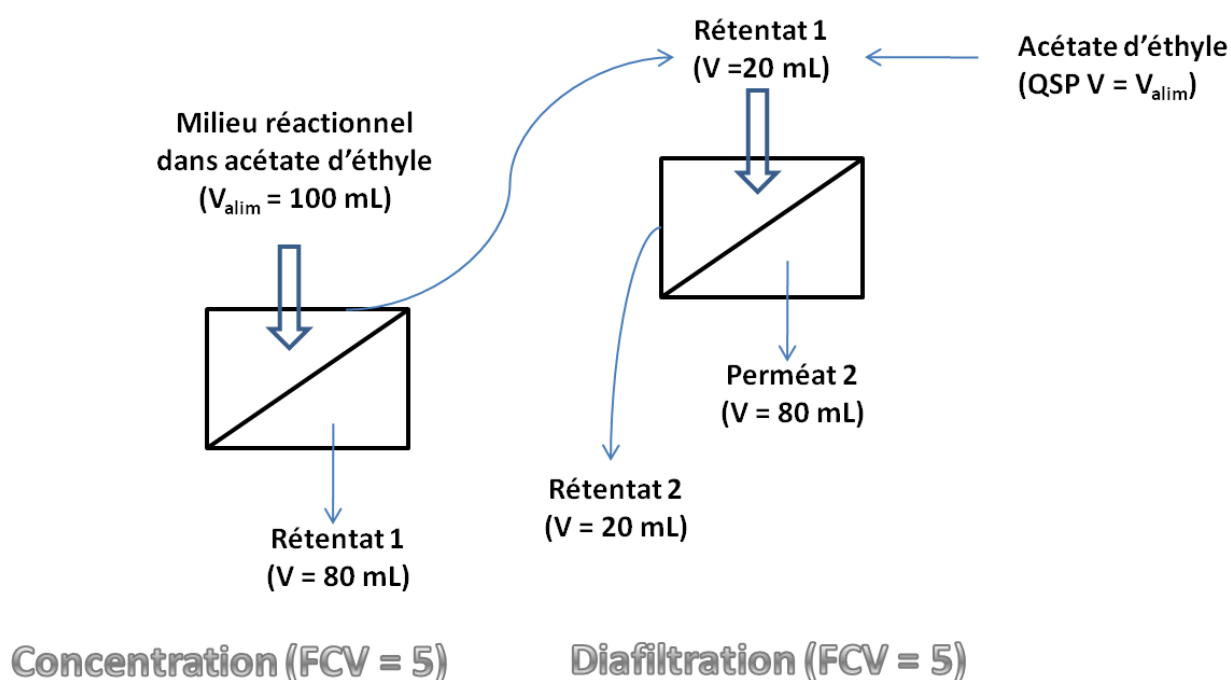 Milieu réactionnel
dans acétate d'éthyle
(Valim = 100 mL)
Rétentat 1
(V = 80 mL)
Concentration (FCV = 5)
Rétentat 1
(V =20 mL)
Acétate d'éthyle
(QSP V = Valim)
Perméat 2
(V = 80 mL)
Rétentat 2
(V = 20 mL)
Diafiltration (FCV = 5)